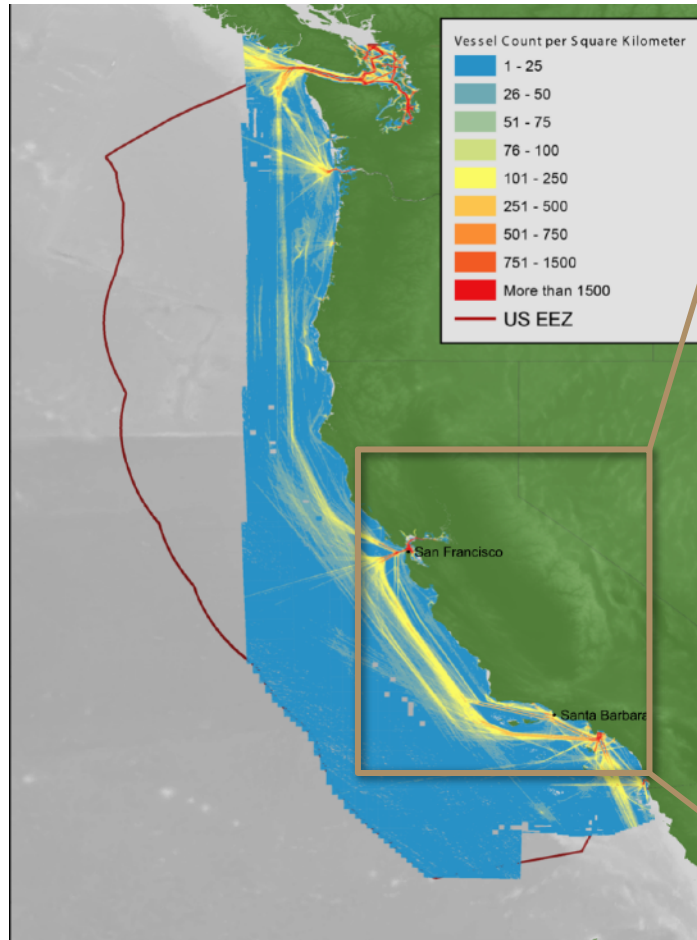 Vessel Count per Square Kilometer
1 - 25
26 - 50
51 - 75
76 - 100
101 - 250
251 - 500
501 - 750
751 - 1500
More than 1500
US EEZ
San Francisco
Santa Barbara